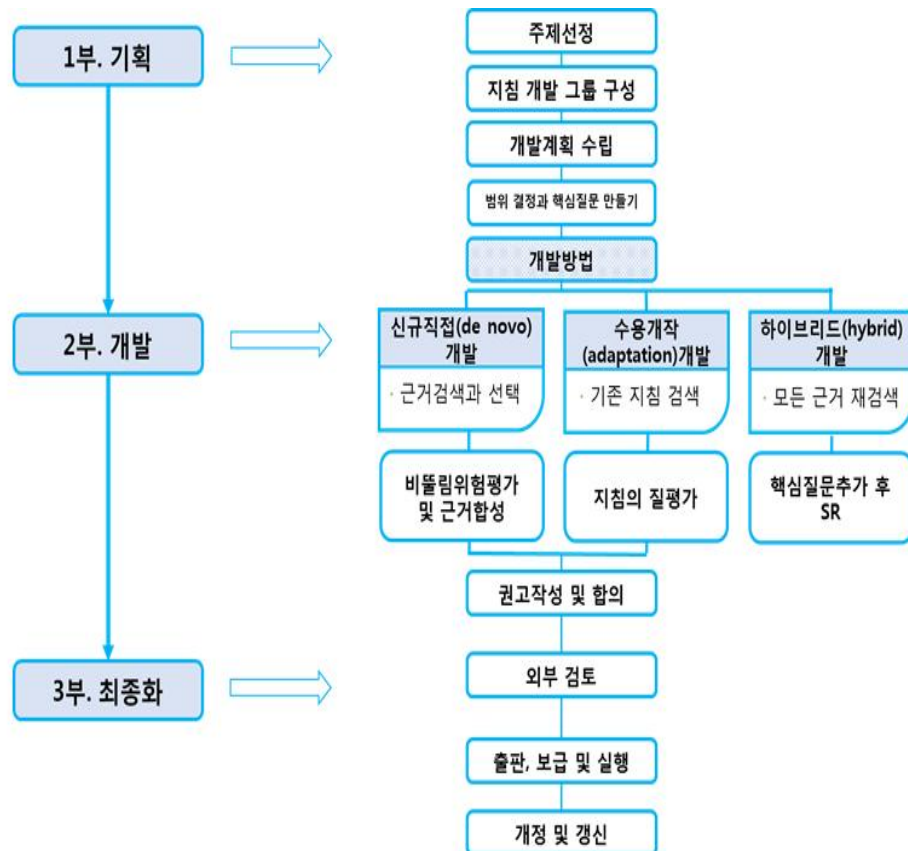 1부. 기획
주제선정
지침 개발 그룹 구성
개발계획 수립
범위 결정과 핵심질문 만들기
개발방법
2부. 개발
신규직접(de novo)
개발
· 근거검색과 선택
수용개작
(adaptation)개발
· 기존 지침 검색
하이브리드(hybrid)
개발
· 모든 근거 재검색
비뚤림위험평가
및 근거합성
지침의 질평가
핵심질문추가 후
SR
권고작성 및 합의
3부. 최종화
외부 검토
출판, 보급 및 실행
개정 및 갱신